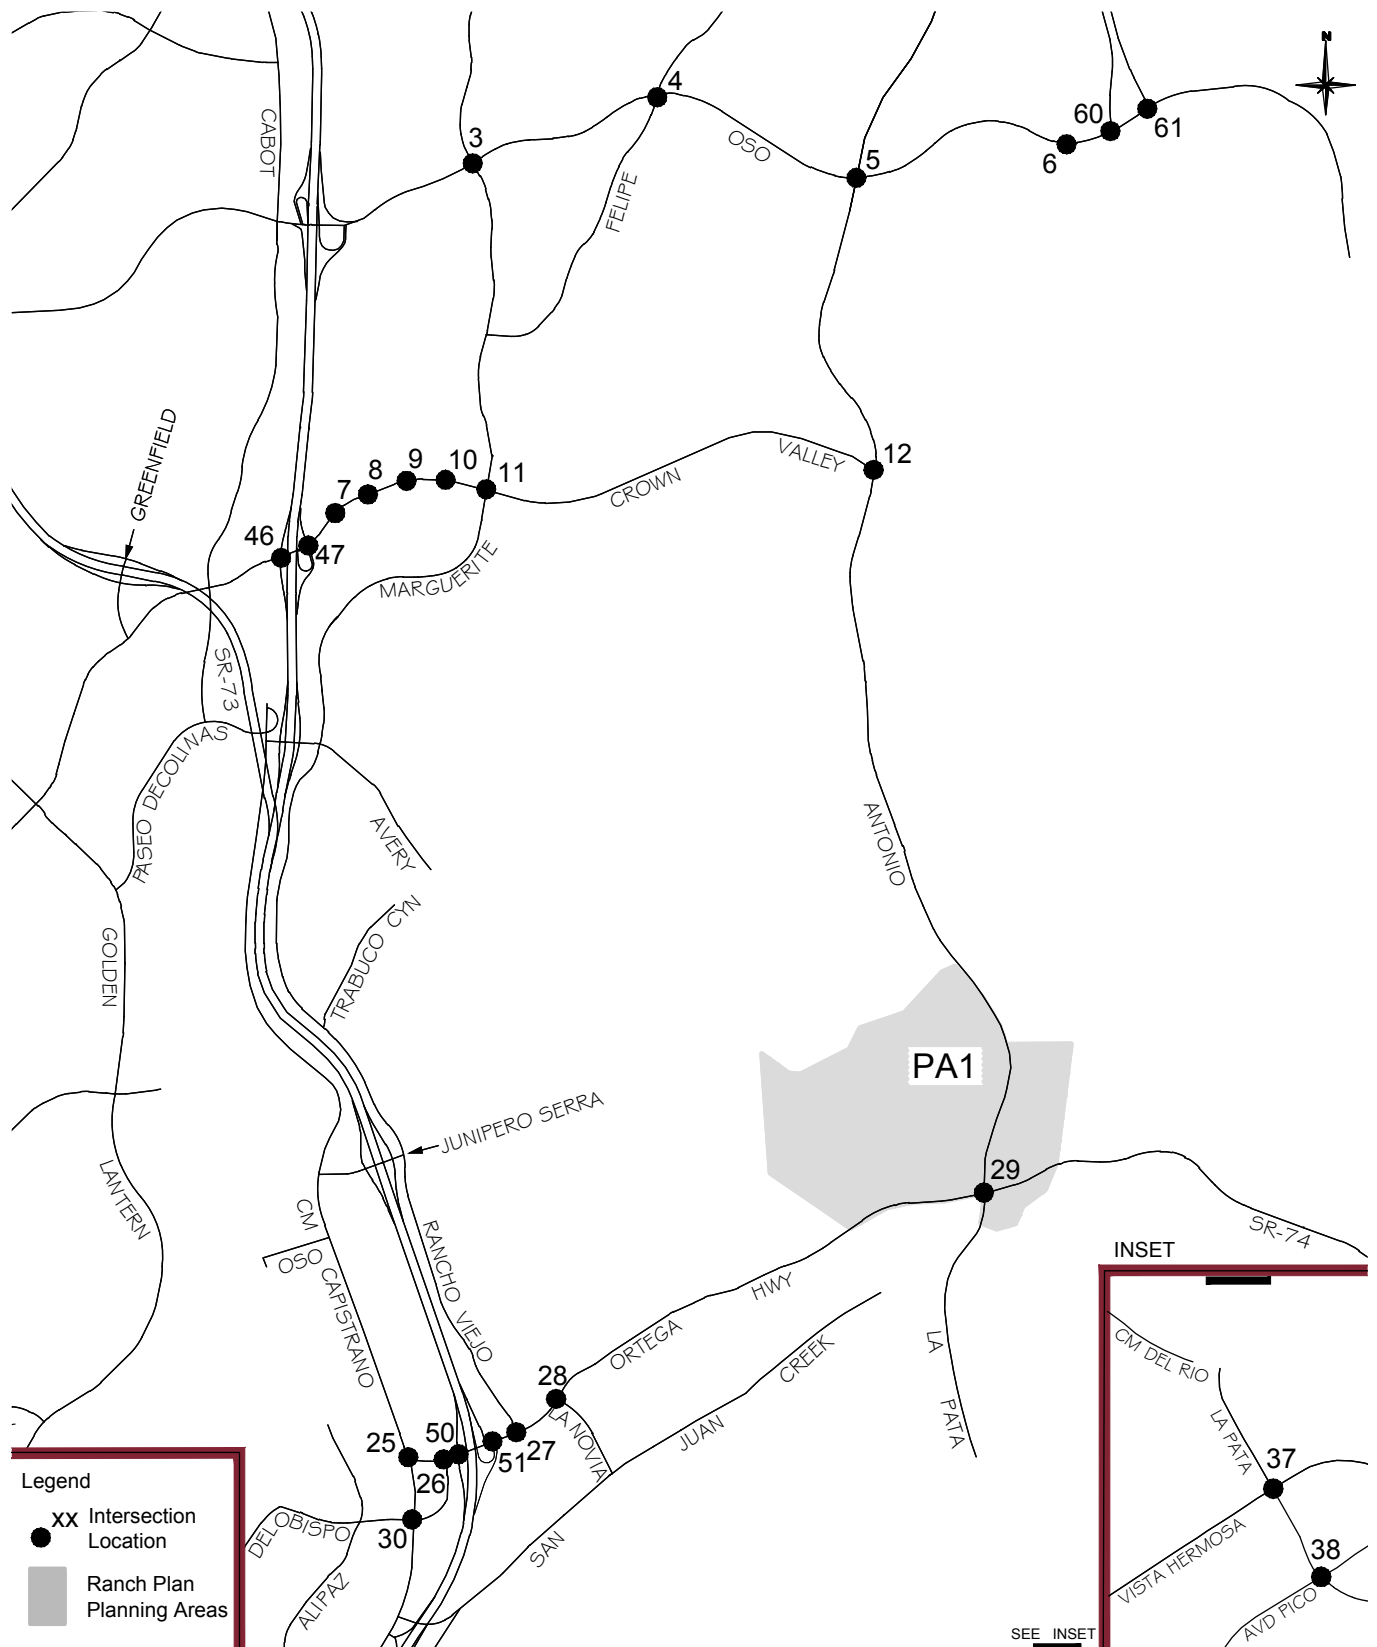 N
4
60
61
3
CABOT
OSO
5
6
FELIPE
GREENFIELD
9
10
11
8
7
VALLEY
12
CROWN
46
47
MARGUERITE
SR-73
PASEO DECOLINAS
AVERY
ANTONIO
TRABUCO CYN
GOLDEN
PA1
JUNIPERO SERRA
LANTERN
29
CM
CAPISTRANO
OSO
RANCHO VIEJO
SR-74
HWY
ORTEGA
LA
PATA
CREEK
JUAN
SAN
28
LA NOVIA
25
50
26
51
27
30
DEL OBISPO
ALIPAZ
INSET
CM DEL RIO
LA PATA
37
VISTA HERMOSA
38
AVD PICO
SEE INSET
Legend
XX Intersection
Location
Ranch Plan
Planning Areas